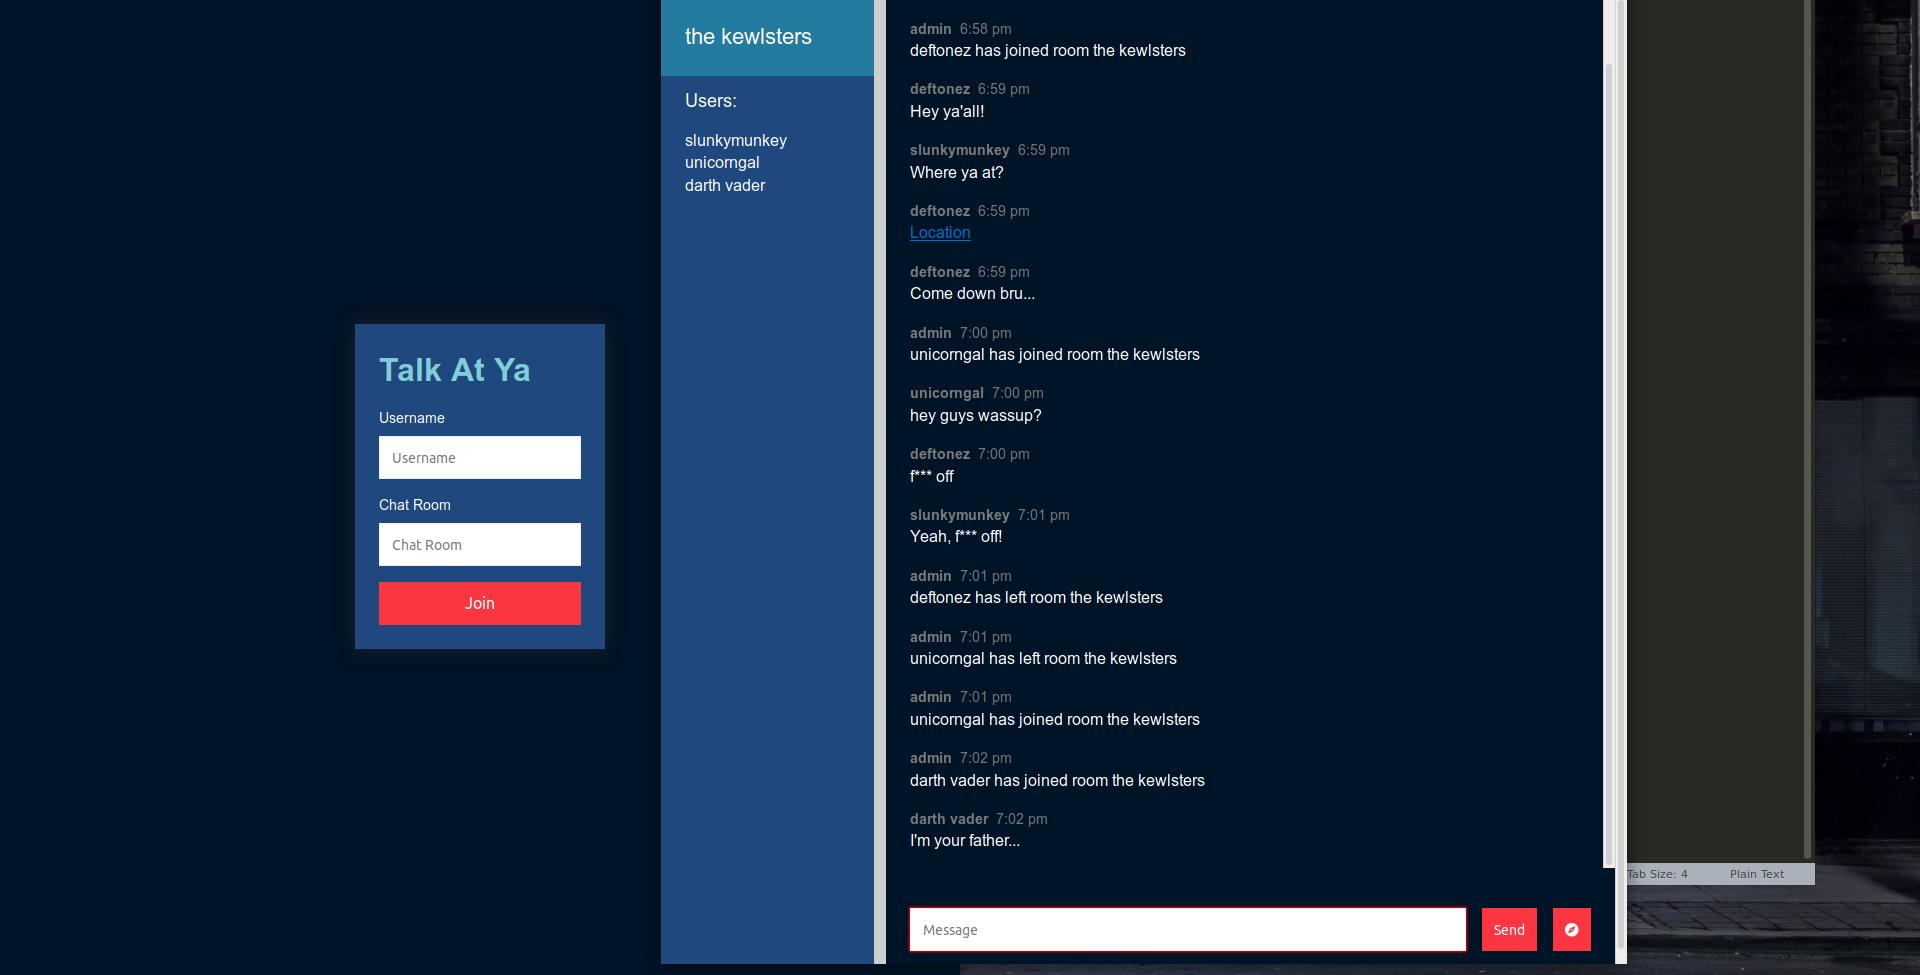 Talk At Ya
Username
Username
Chat Room
Chat Room
Join
the kewlsters
Users:
slunkymunkey
unicorngal
darth vader
admin 6:58 pm
deftonez has joined room the kewlsters
deftonez 6:59 pm
Hey ya'all!
slunkymunkey 6:59 pm
Where ya at?
deftonez 6:59 pm
Location
deftonez 6:59 pm
Come down bru...
admin 7:00 pm
unicorngal has joined room the kewlsters
unicorngal 7:00 pm
hey guys wassup?
deftonez 7:00 pm
f*** off
slunkymunkey 7:01 pm
Yeah, f*** off!
admin 7:01 pm
deftonez has left room the kewlsters
admin 7:01 pm
unicorngal has left room the kewlsters
admin 7:01 pm
unicorngal has joined room the kewlsters
admin 7:02 pm
darth vader has joined room the kewlsters
darth vader 7:02 pm
I'm your father...
Message
Send
Tab Size: 4 Plain Text